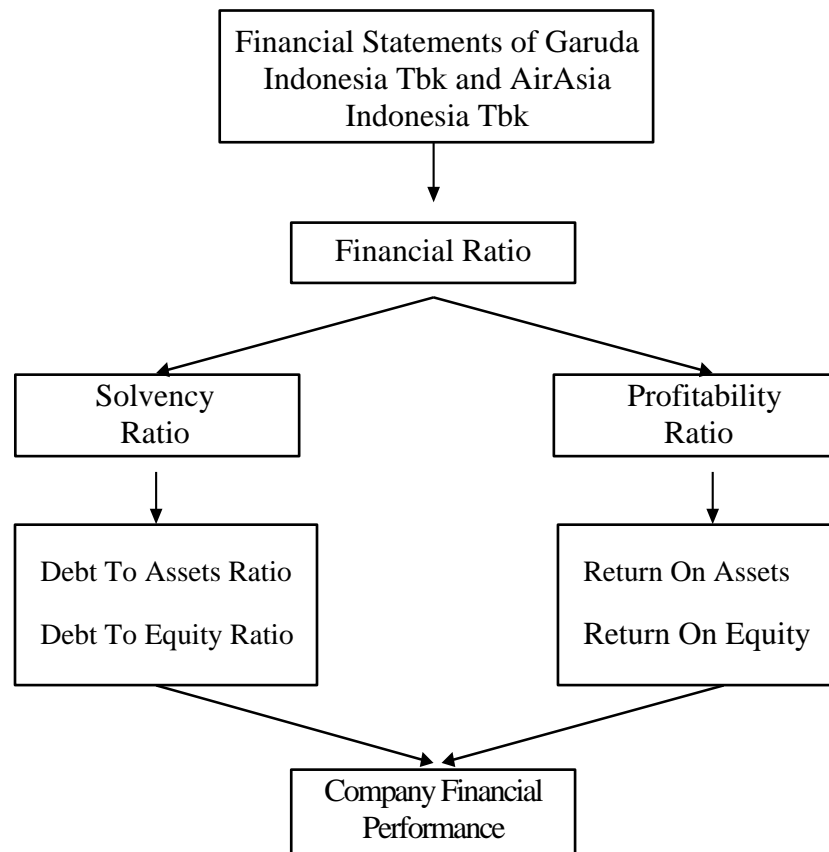 Financial Statements of Garuda
Indonesia Tbk and AirAsia
Indonesia Tbk
Financial Ratio
Solvency
Ratio
Profitability
Ratio
Debt To Assets Ratio
Debt To Equity Ratio
Return On Assets
Return On Equity
Company Financial
Performance